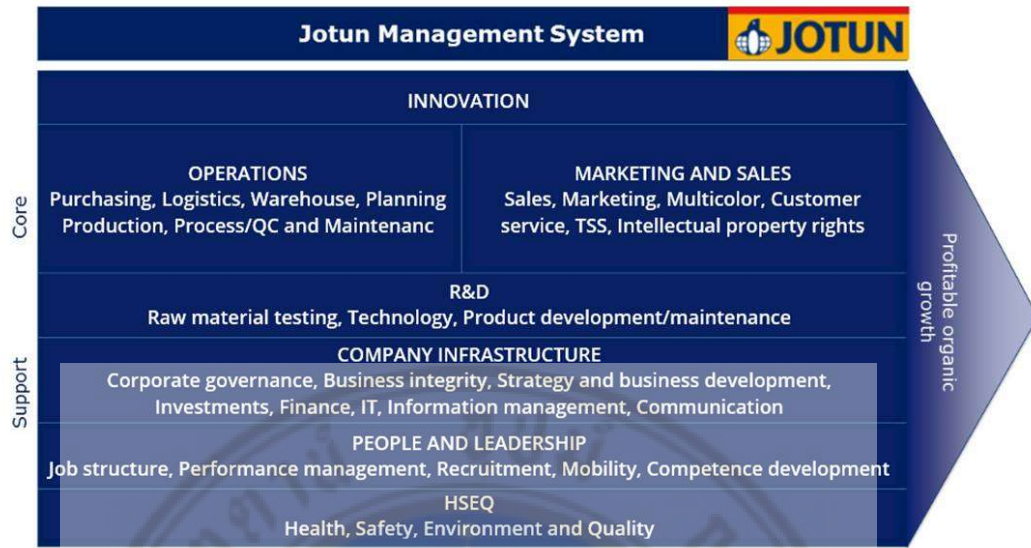 Jotun Management System
JOTUN
INNOVATION
OPERATIONS
Purchasing, Logistics, Warehouse, Planning
Production, Process/QC and Maintenanc
MARKETING AND SALES
Sales, Marketing, Multicolor, Customer
service, TSS, Intellectual property rights
Core
R&D
Raw material testing, Technology, Product development/maintenance
Support
COMPANY INFRASTRUCTURE
Corporate governance, Business integrity, Strategy and business development,
Investments, Finance, IT, Information management, Communication
PEOPLE AND LEADERSHIP
Job structure, Performance management, Recruitment, Mobility, Competence development
HSEQ
Health, Safety, Environment and Quality
Profitable organic
growth